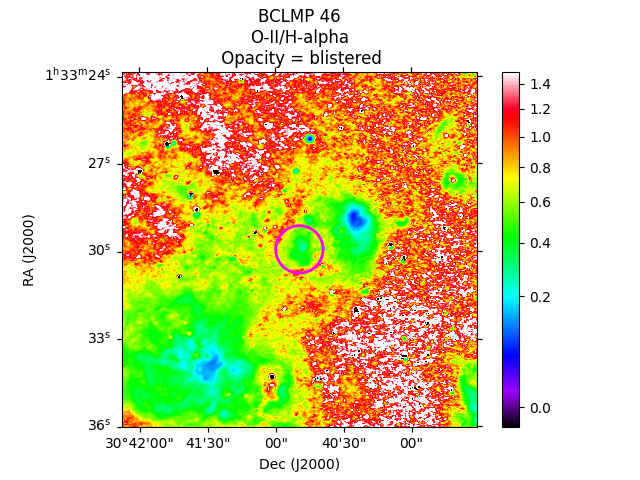 BCLMP 46
O-II/H-alpha
Opacity = blistered
1h33m24s
27s
30s
33s
36s
RA (J2000)
30°42'00" 41'30" 00" 40'30" 00"
Dec (J2000)
1.4
1.2
1.0
0.8
0.6
0.4
0.2
0.0